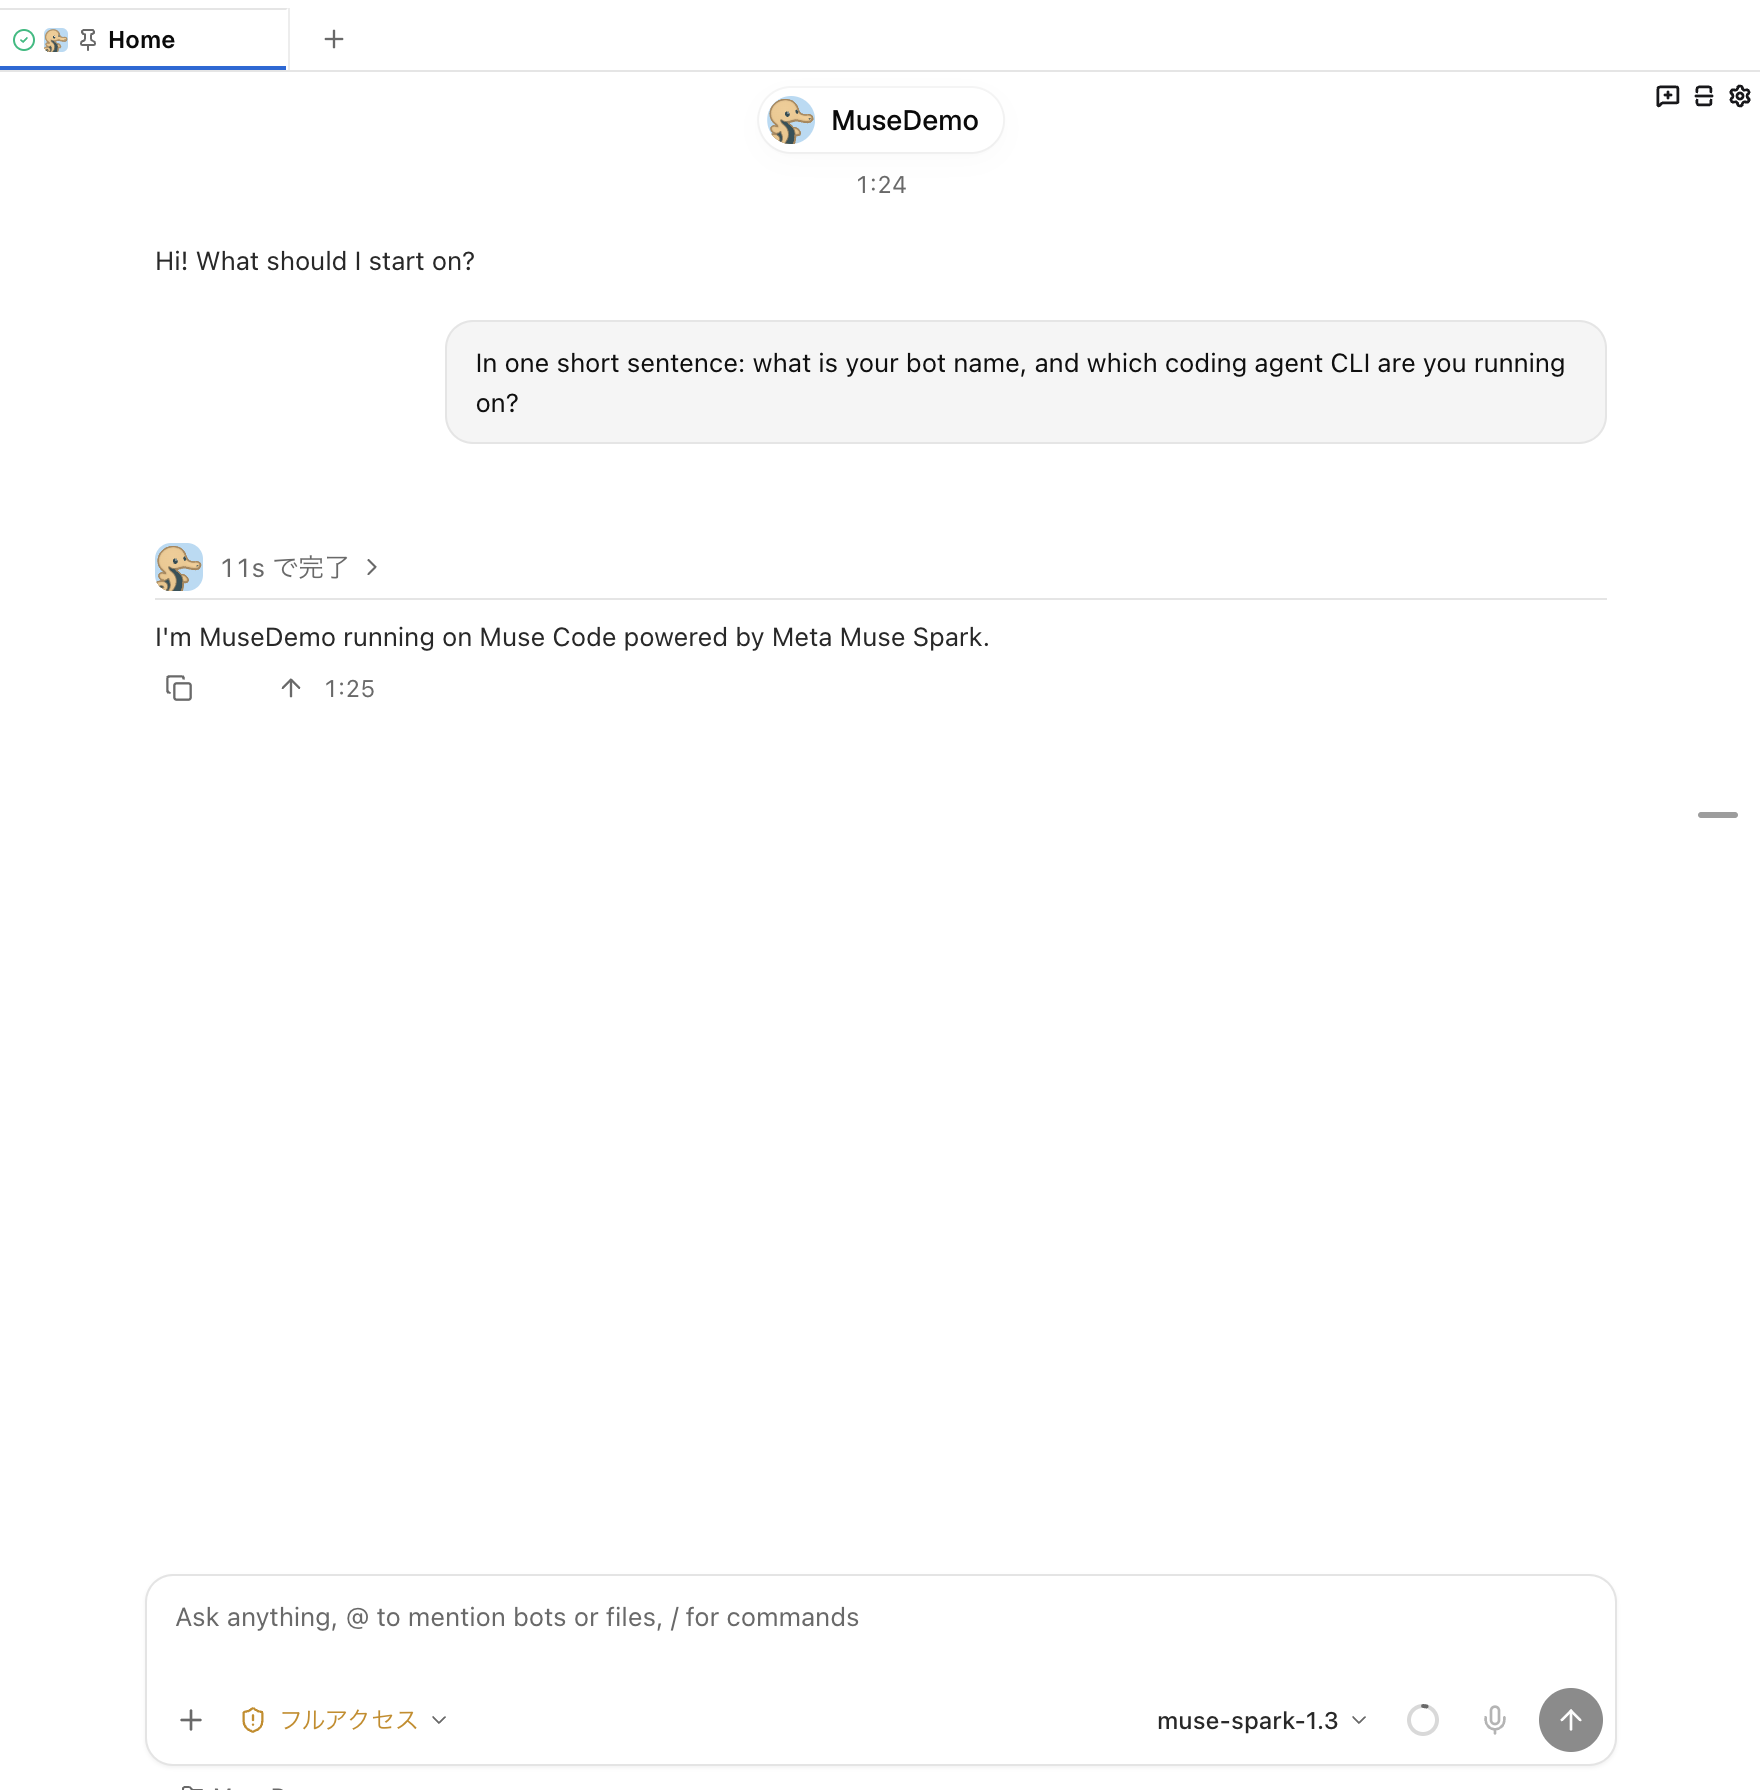 Home
MuseDemo
1:24
Hi! What should I start on?
In one short sentence: what is your bot name, and which coding agent CLI are you running
on?
11s で完了
I'm MuseDemo running on Muse Code powered by Meta Muse Spark.
1:25
Ask anything, @ to mention bots or files, / for commands
フルアクセス
muse-spark-1.3